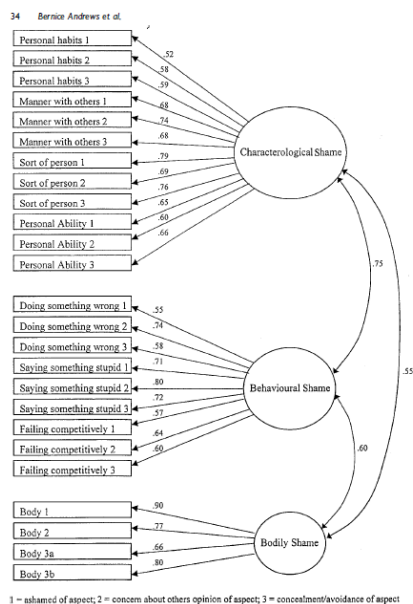 34 Bernice Andrews et al.
Personal habits 1
Personal habits 2
Personal habits 3
Manner with others 1
Manner with others 2
Manner with others 3
Sort of person 1
Sort of person 2
Sort of person 3
Personal Ability 1
Personal Ability 2
Personal Ability 3
.52
.58
.59
.68
.74
.68
.79
.69
.76
.65
.60
.66
Characterological Shame
.75
.55
Doing something wrong 1
Doing something wrong 2
Doing something wrong 3
Saying something stupid 1
Saying something stupid 2
Saying something stupid 3
Failing competitively 1
Failing competitively 2
Failing competitively 3
.55
.74
.58
.71
.80
.72
.57
.64
.60
Behavioural Shame
.60
Body 1
Body 2
Body 3a
Body 3b
.90
.77
.66
.80
Bodily Shame
1 = ashamed of aspect; 2 = concern about others opinion of aspect; 3 = concealment/avoidance of aspect